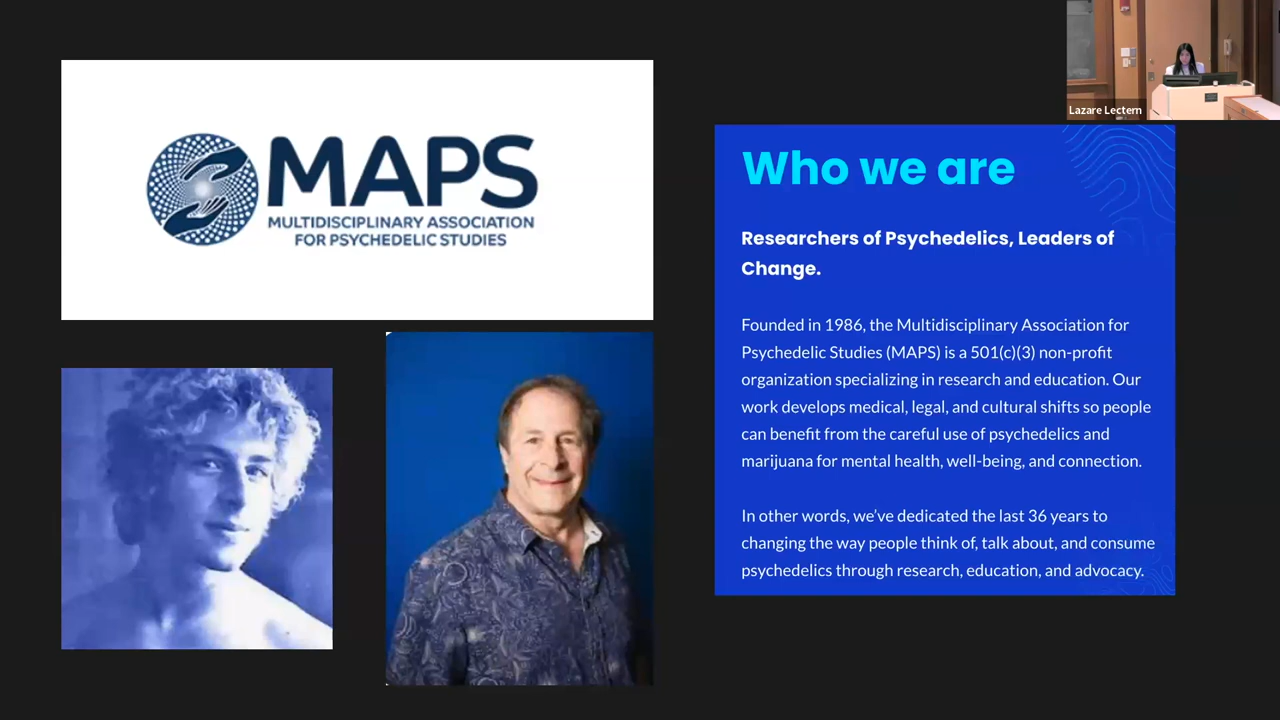 MAPS
MULTIDISCIPLINARY ASSOCIATION
FOR PSYCHEDELIC STUDIES
Lazare Lectern
Who we are
Researchers of Psychedelics, Leaders of
Change.
Founded in 1986, the Multidisciplinary Association for
Psychedelic Studies (MAPS) is a 501(c)(3) non-profit
organization specializing in research and education. Our
work develops medical, legal, and cultural shifts so people
can benefit from the careful use of psychedelics and
marijuana for mental health, well-being, and connection.
In other words, we’ve dedicated the last 36 years to
changing the way people think of, talk about, and consume
psychedelics through research, education, and advocacy.